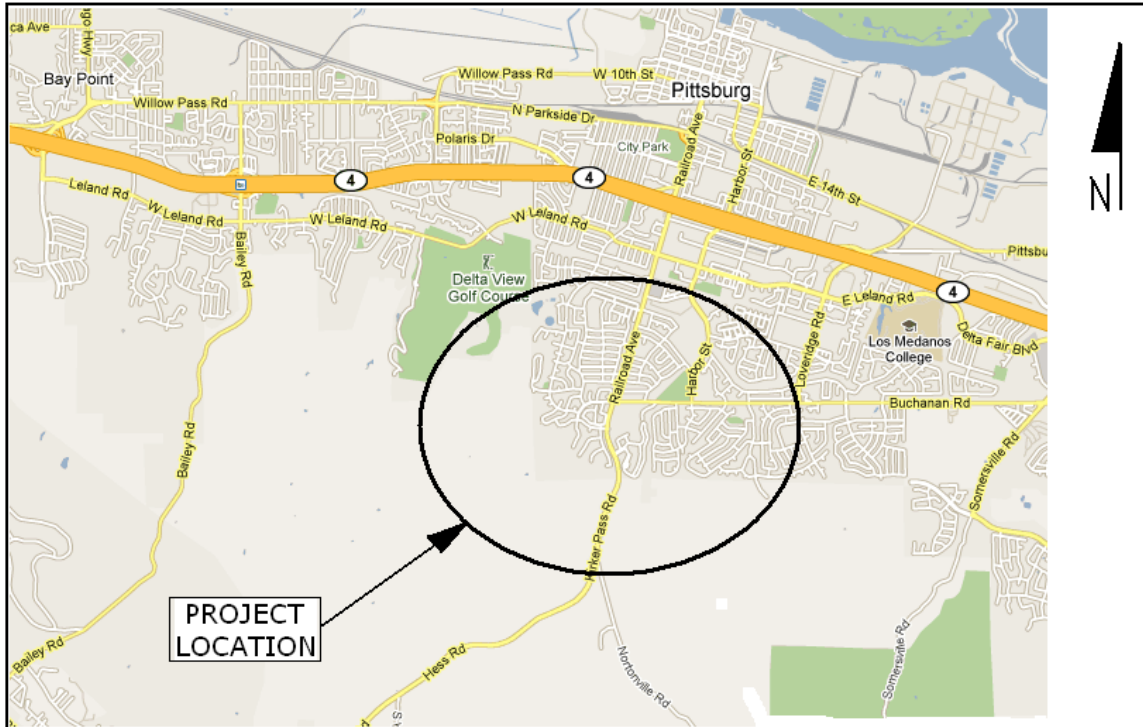 ca Ave
ago Hwy
Bay Point
Willow Pass Rd
Willow Pass Rd
W 10th St
Pittsburg
N Parkside Dr
Polaris Dr
City Park
Railroad Ave
Harbor St
E 14th St
4
4
Leland Rd
W Leland Rd
W Leland Rd
W Leland Rd
Pittsbu
Bailey Rd
Delta View
Golf Course
E Leland Rd
4
Los Medanos
College
Delta Fair Blvd
Loveridge Rd
Railroad Ave
Harbor St
Buchanan Rd
Bailey Rd
Somersville Rd
Kirker Pass Rd
PROJECT
LOCATION
Bailey Rd
Hess Rd
Nortonville Rd
Somersville Rd
Rd
S V
N